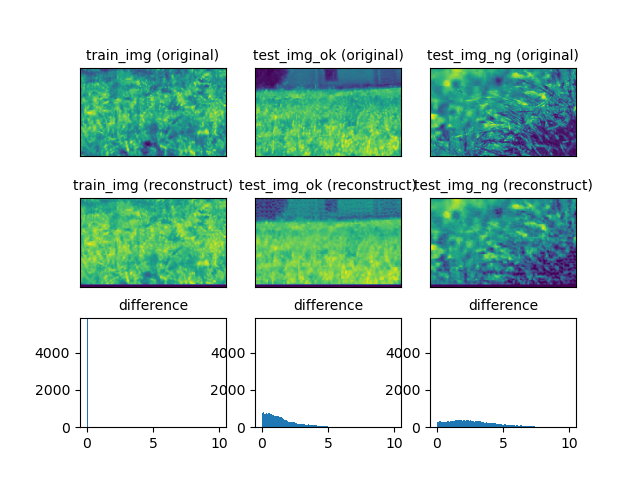 train_img (original) test_img_ok (original) test_img_ng (original)
train_img (reconstruct) test_img_ok (reconstruct) test_img_ng (reconstruct)
difference difference difference
4000 4000 4000
2000 2000 2000
0 0 0
0 5 10 0 5 10 0 5 10